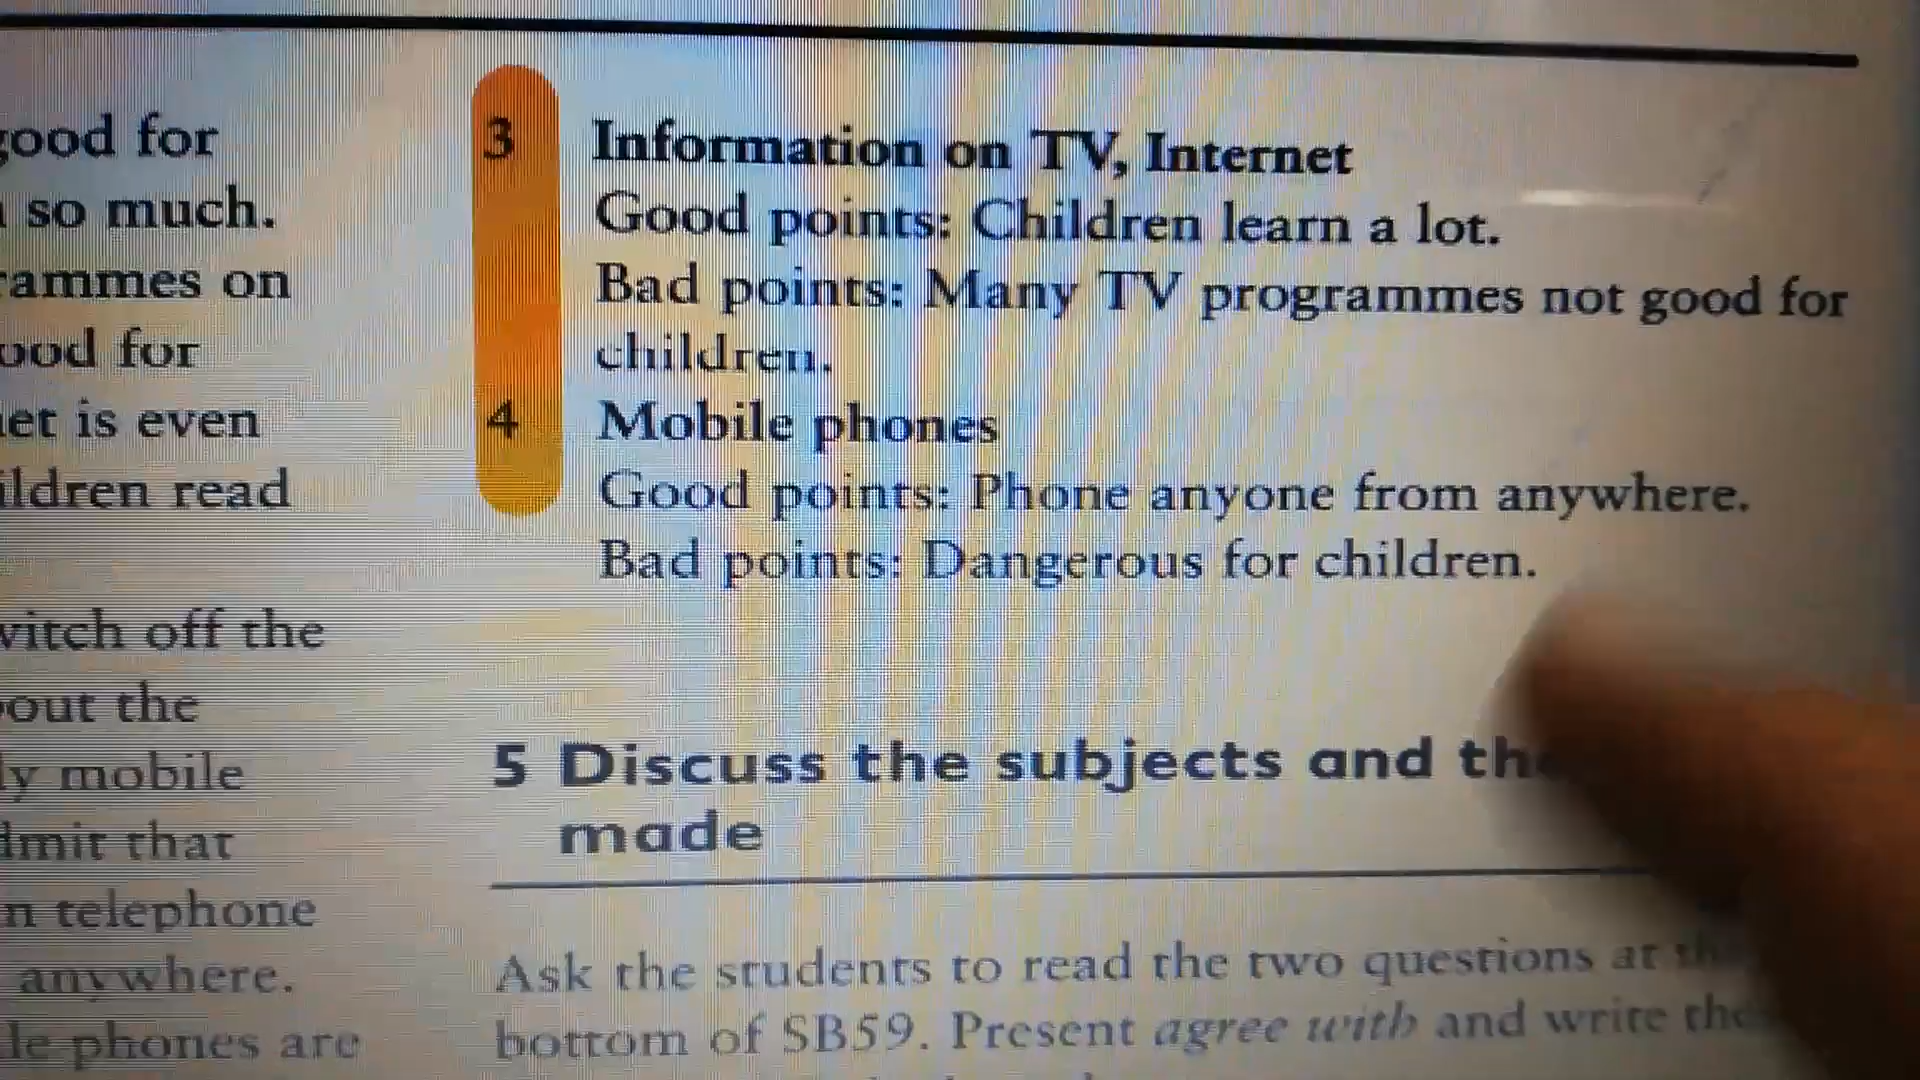 good for
so much.
rammes on
ood for
et is even
ildren read
witch off the
out the
ly mobile
dmit that
n telephone
anywhere.
le phones are
3 Information on TV, Internet
Good points: Children learn a lot.
Bad points: Many TV programmes not good for
children.
4 Mobile phones
Good points: Phone anyone from anywhere.
Bad points: Dangerous for children.
5 Discuss the subjects and the
made
Ask the students to read the two questions at th
bottom of SB59. Present agree with and write the